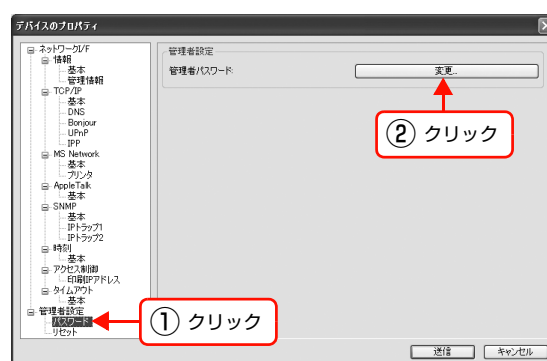 デバイスのプロパティ
ネットワークI/F
情報
基本
管理情報
TCP/IP
基本
DNS
Bonjour
UPnP
IPP
MS Network
基本
プリンタ
AppleTalk
基本
SNMP
基本
IPトラップ1
IPトラップ2
時刻
基本
アクセス制御
印刷IPアドレス
タイムアウト
基本
管理者設定
パスワード
リセット
管理者設定
管理者パスワード:
変更..
② クリック
① クリック
送信
キャンセル